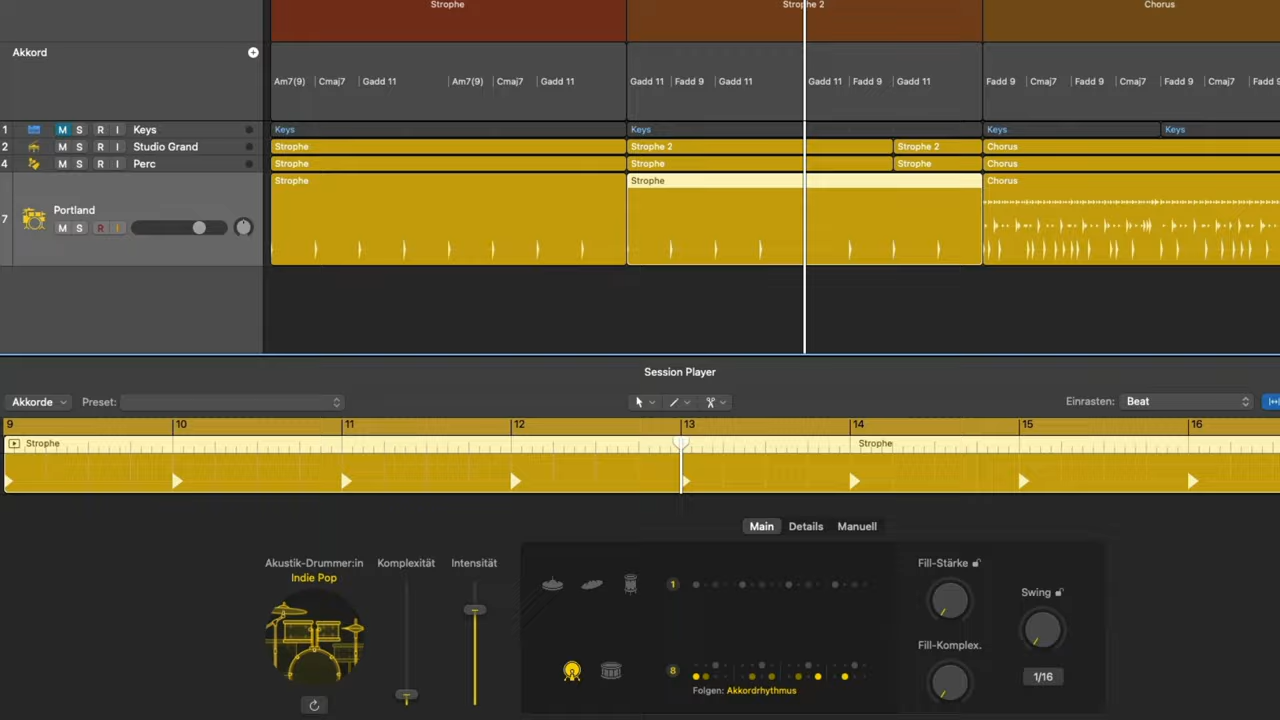 Strophe Strophe 2 Chorus
Akkord
Am7(9) Cmaj7 Gadd 11 Am7(9) Cmaj7 Gadd 11 Gadd 11 Fadd 9 Gadd 11 Gadd 11 Fadd 9 Gadd 11 Fadd 9 Cmaj7 Fadd 9 Cmaj7 Fadd 9 Cmaj7 Fadd 9
1 M S R I Keys Keys Keys Keys Keys
2 M S R I Studio Grand Strophe Strophe 2 Strophe 2 Chorus
4 M S R I Perc Strophe Strophe Strophe Chorus
Strophe Strophe Chorus
Portland
7 M S R I
Session Player
Akkorde Preset: Einrasten: Beat
9 10 11 12 13 14 15 16
Strophe Strophe
Main Details Manuell
Akustik-Drummer:in Komplexität Intensität Fill-Stärke
Indie Pop
1
Swing
Fill-Komplex.
8
1/16
Folgen: Akkordrhythmus